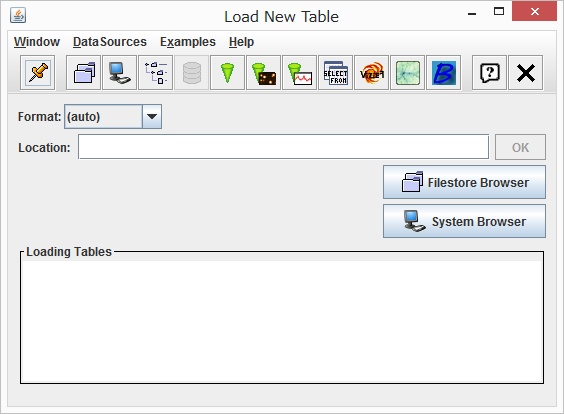 Load New Table
Window DataSources Examples Help
SELECT
FROM
VizieR
B
?
Format: (auto)
Location: OK
Filestore Browser
System Browser
Loading Tables